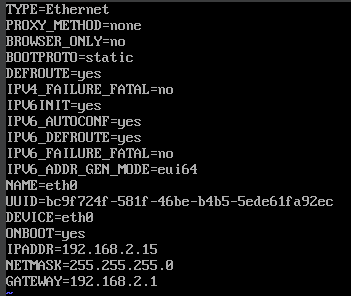 TYPE=Ethernet
PROXY_METHOD=none
BROWSER_ONLY=no
BOOTPROTO=static
DEFROUTE=yes
IPV4_FAILURE_FATAL=no
IPV6INIT=yes
IPV6_AUTOCONF=yes
IPV6_DEFROUTE=yes
IPV6_FAILURE_FATAL=no
IPV6_ADDR_GEN_MODE=eui64
NAME=eth0
UUID=bc9f724f-581f-46be-b4b5-5ede61fa92ec
DEVICE=eth0
ONBOOT=yes
IPADDR=192.168.2.15
NETMASK=255.255.255.0
GATEWAY=192.168.2.1
~